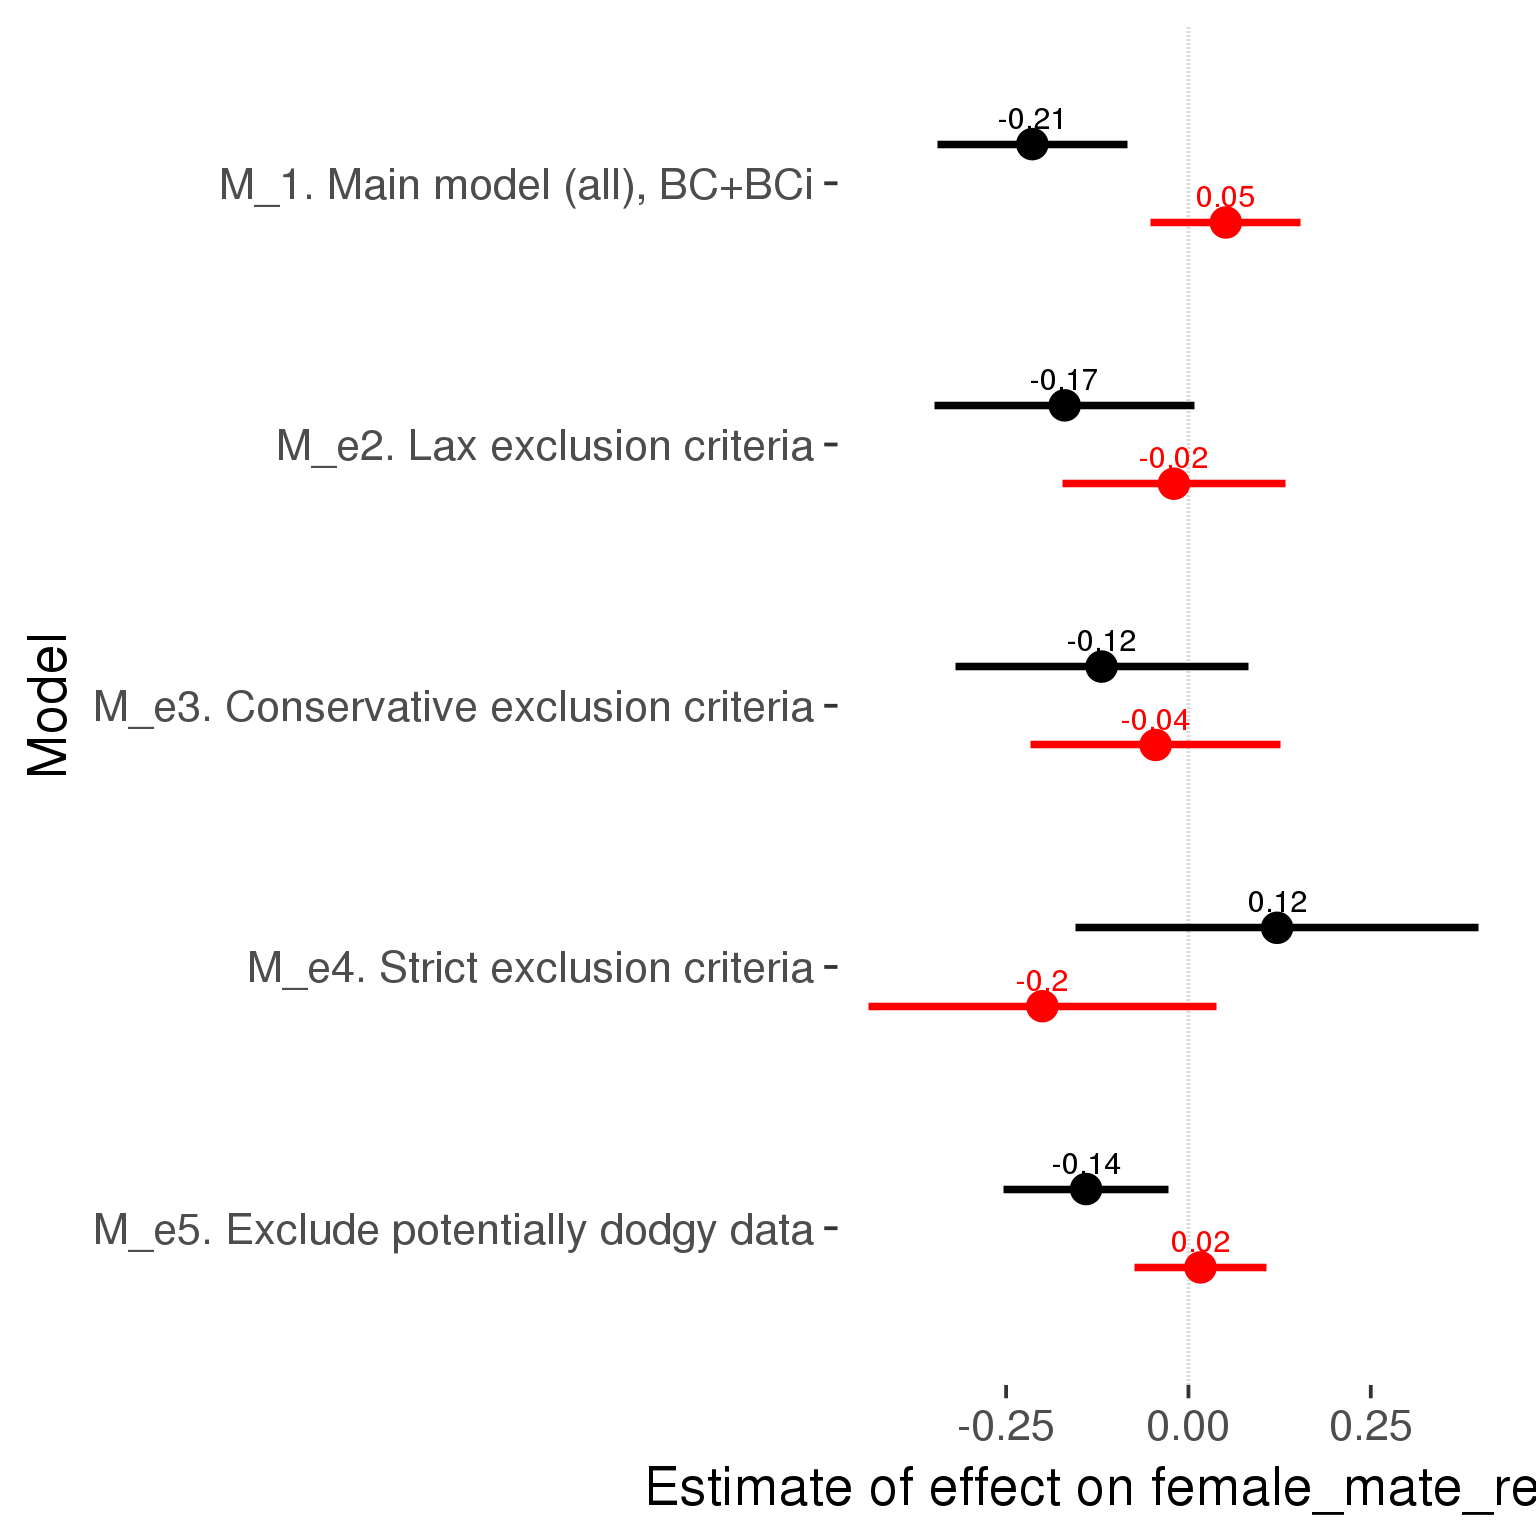 -0.21
M_1. Main model (all), BC+BCi
0.05
-0.17
M_e2. Lax exclusion criteria
-0.02
-0.12
M_e3. Conservative exclusion criteria
-0.04
0.12
M_e4. Strict exclusion criteria
-0.2
-0.14
M_e5. Exclude potentially dodgy data
0.02
Model
-0.25 0.00 0.25
Estimate of effect on female_mate_re